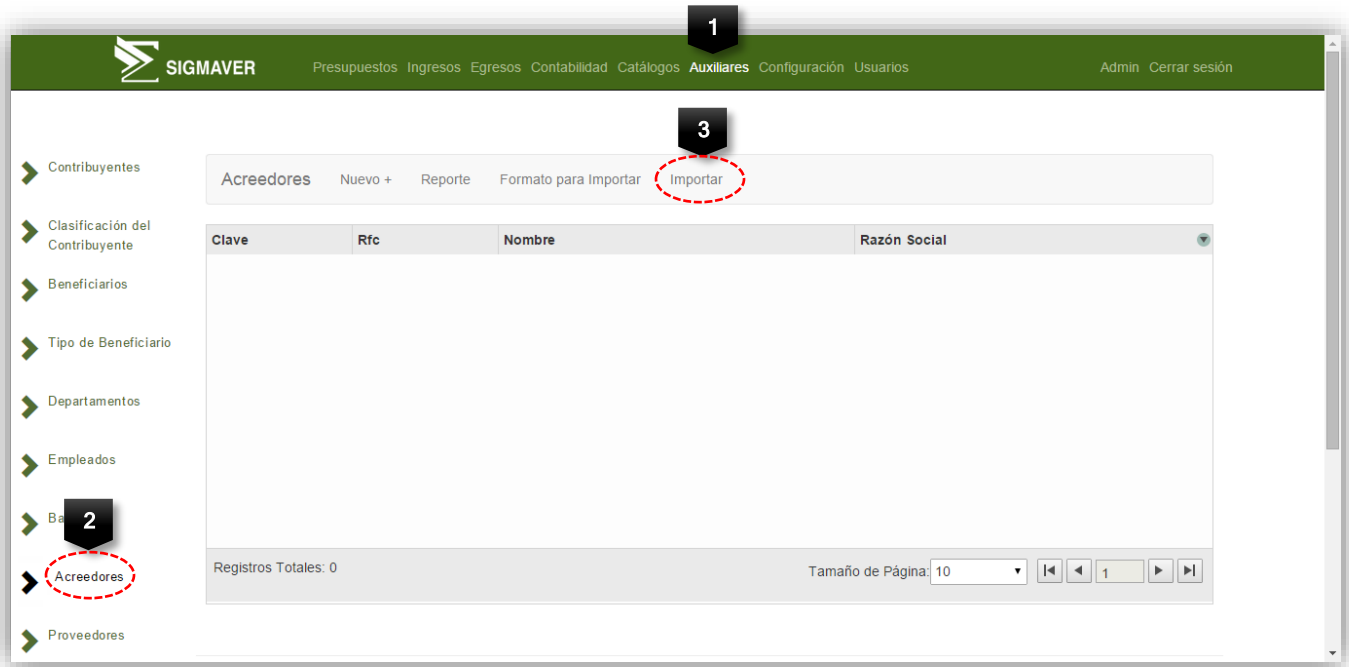 1
SIGMAVER
Presupuestos Ingresos Egresos Contabilidad Catálogos Auxiliares Configuración Usuarios
Admin Cerrar sesión
3
Contribuyentes
Clasificación del
Contribuyente
Beneficiarios
Tipo de Beneficiario
Departamentos
Empleados
2
Acreedores
Proveedores
Acreedores Nuevo + Reporte Formato para Importar Importar
Clave Rfc Nombre Razón Social
Registros Totales: 0
Tamaño de Página: 10
1